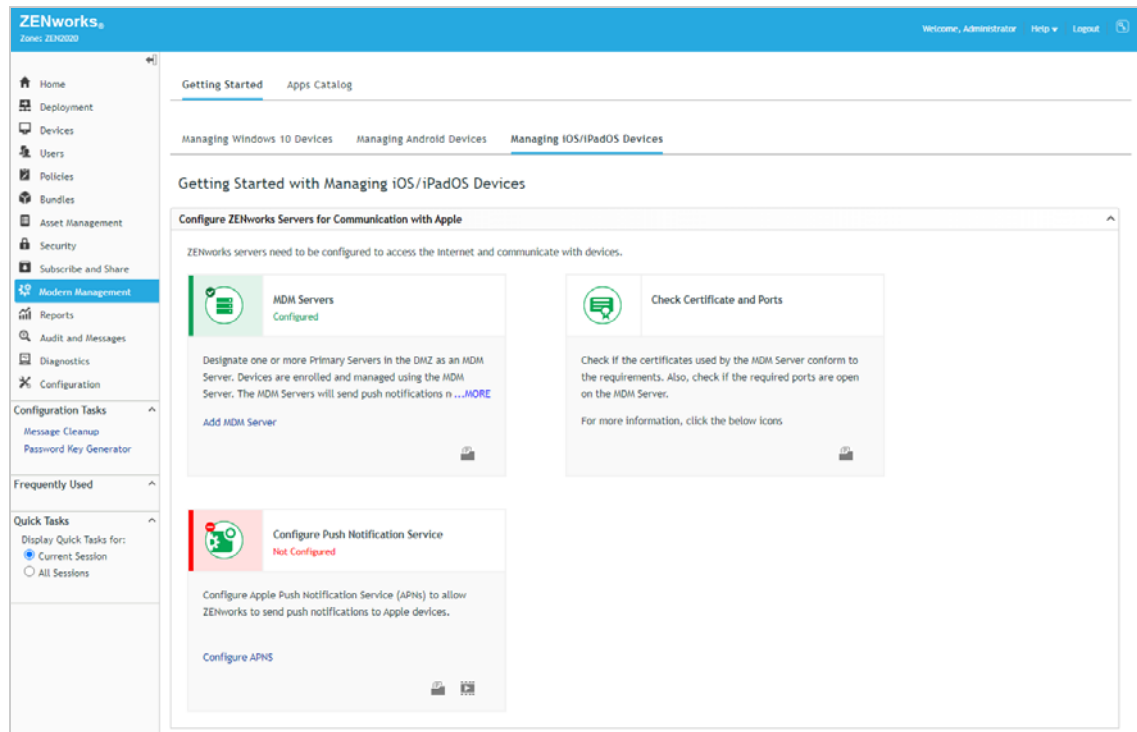 ZENworks®
Zone: ZEN2020
Welcome, Administrator Help Logout
Home
Deployment
Devices
Users
Policies
Bundles
Asset Management
Security
Subscribe and Share
Modern Management
Reports
Audit and Messages
Diagnostics
Configuration
Configuration Tasks
Message Cleanup
Password Key Generator
Frequently Used
Quick Tasks
Display Quick Tasks for:
Current Session
All Sessions
Getting Started Apps Catalog
Managing Windows 10 Devices Managing Android Devices Managing iOS/iPadOS Devices
Getting Started with Managing iOS/iPadOS Devices
Configure ZENworks Servers for Communication with Apple
ZENworks servers need to be configured to access the Internet and communicate with devices.
MDM Servers
Configured
Designate one or more Primary Servers in the DMZ as an MDM
Server. Devices are enrolled and managed using the MDM
Server. The MDM Servers will send push notifications n ...MORE
Add MDM Server
Check Certificate and Ports
Check if the certificates used by the MDM Server conform to
the requirements. Also, check if the required ports are open
on the MDM Server.
For more information, click the below icons
Configure Push Notification Service
Not Configured
Configure Apple Push Notification Service (APNs) to allow
ZENworks to send push notifications to Apple devices.
Configure APNS